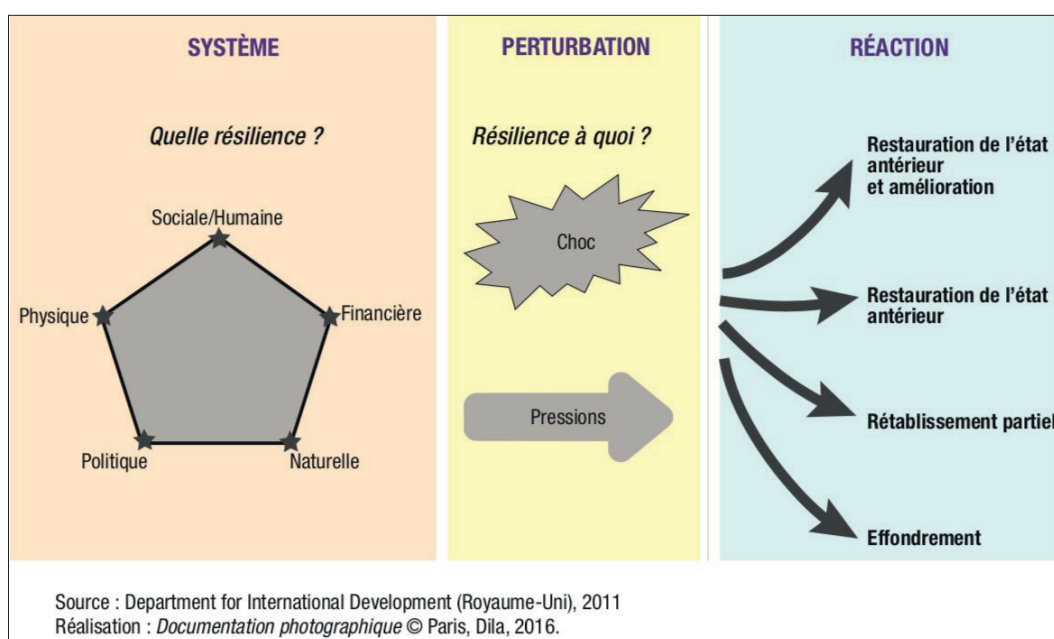 SYSTÈME
Quelle résilience ?
Sociale/Humaine
Physique
Financière
Politique
Naturelle
PERTURBATION
Résilience à quoi ?
Choc
Pressions
RÉACTION
Restauration de l’état
antérieur
et amélioration
Restauration de l’état
antérieur
Rétablissement partiel
Effondrement
Source : Department for International Development (Royaume-Uni), 2011
Réalisation : Documentation photographique © Paris, Dila, 2016.